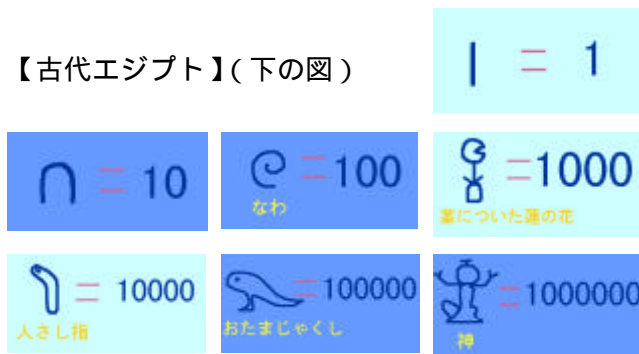 【古代エジプト】(下の図)
| = 1
∩ = 10
=100
なわ
=1000
茎についた蓮の花
= 10000
人さし指
=100000
おたまじゃくし
=1000000
神